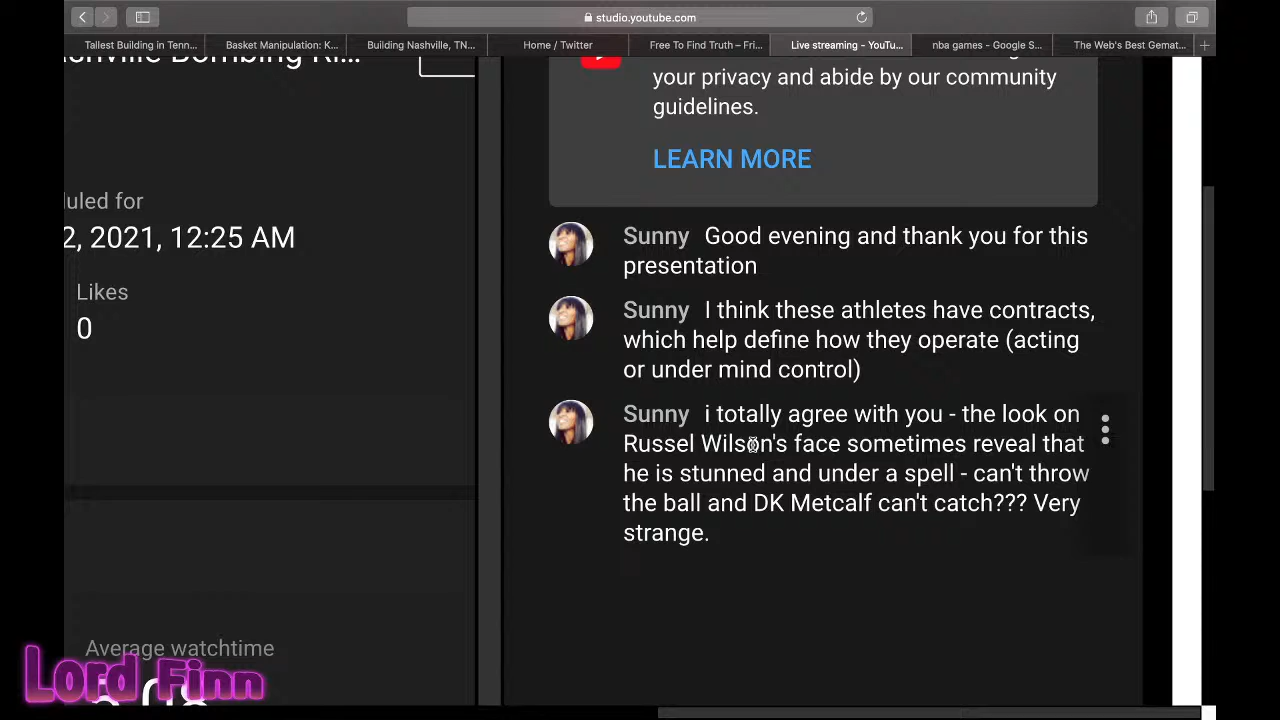 studio.youtube.com
Tallest Building in Tenn...
Basket Manipulation: K...
Building Nashville, TN...
Home / Twitter
Free To Find Truth – Fri...
Live streaming - YouTu...
nba games - Google S...
The Web's Best Gemat...
shville Bombing Ri...
your privacy and abide by our community
guidelines.
LEARN MORE
uled for
2, 2021, 12:25 AM
Likes
0
Sunny Good evening and thank you for this
presentation
Sunny I think these athletes have contracts,
which help define how they operate (acting
or under mind control)
Sunny i totally agree with you - the look on
Russel Wilson's face sometimes reveal that
he is stunned and under a spell - can't throw
the ball and DK Metcalf can't catch??? Very
strange.
Average watchtime
Lord Finn